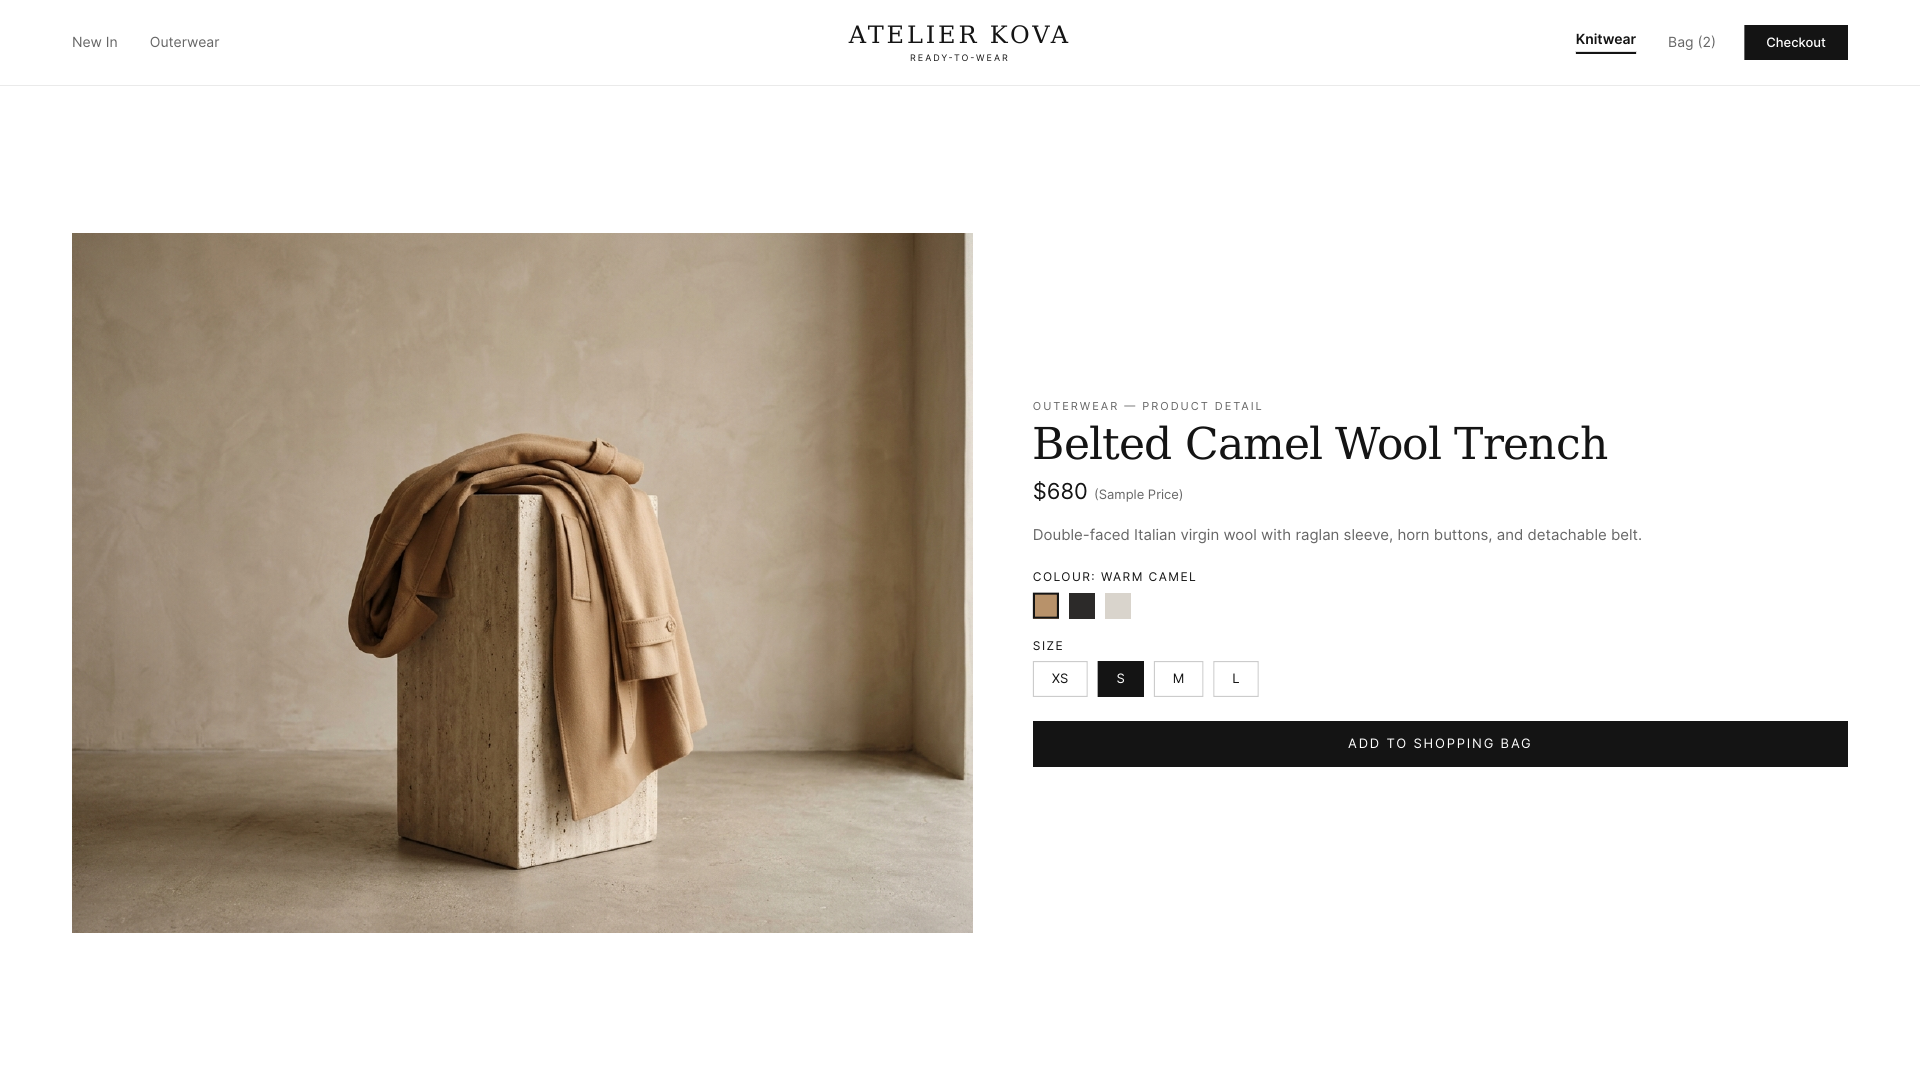 New In
Outerwear
ATELIER KOVA
READY-TO-WEAR
Knitwear
Bag (2)
Checkout
OUTERWEAR — PRODUCT DETAIL
Belted Camel Wool Trench
$680 (Sample Price)
Double-faced Italian virgin wool with raglan sleeve, horn buttons, and detachable belt.
COLOUR: WARM CAMEL
SIZE
XS
S
M
L
ADD TO SHOPPING BAG